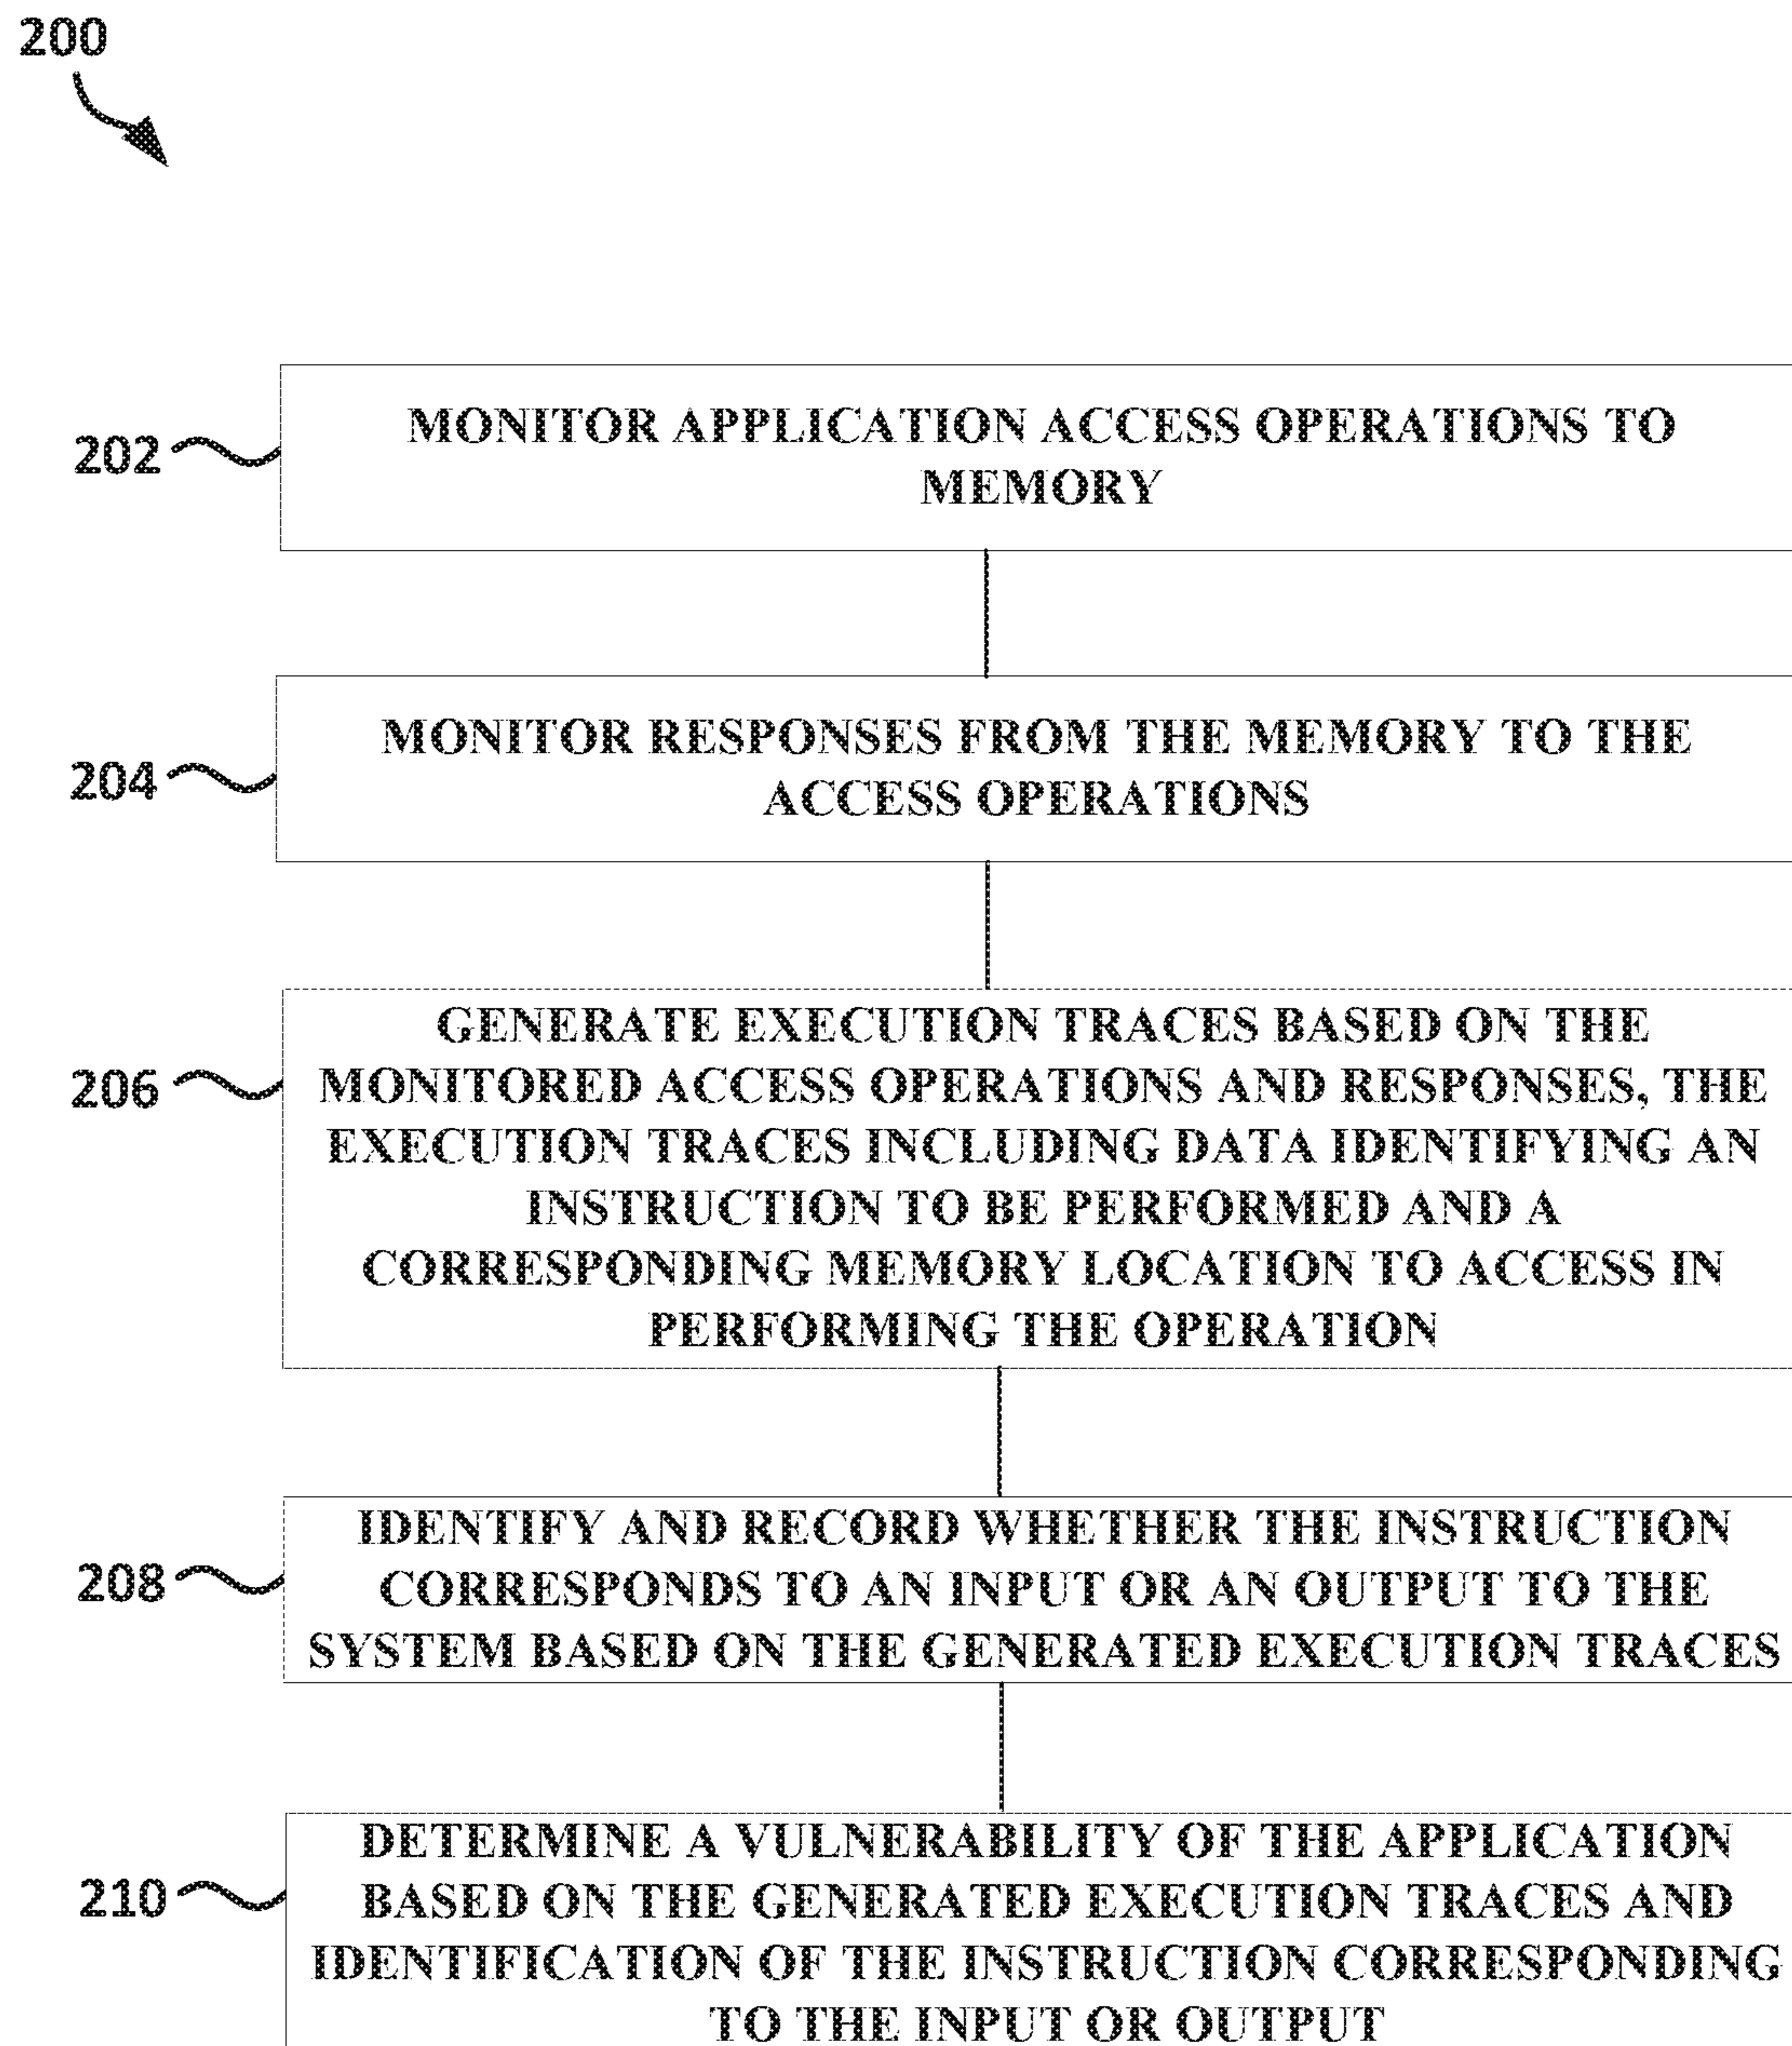 200
202
MONITOR APPLICATION ACCESS OPERATIONS TO
MEMORY
204
MONITOR RESPONSES FROM THE MEMORY TO THE
ACCESS OPERATIONS
206
GENERATE EXECUTION TRACES BASED ON THE
MONITORED ACCESS OPERATIONS AND RESPONSES, THE
EXECUTION TRACES INCLUDING DATA IDENTIFYING AN
INSTRUCTION TO BE PERFORMED AND A
CORRESPONDING MEMORY LOCATION TO ACCESS IN
PERFORMING THE OPERATION
208
IDENTIFY AND RECORD WHETHER THE INSTRUCTION
CORRESPONDS TO AN INPUT OR AN OUTPUT TO THE
SYSTEM BASED ON THE GENERATED EXECUTION TRACES
210
DETERMINE A VULNERABILITY OF THE APPLICATION
BASED ON THE GENERATED EXECUTION TRACES AND
IDENTIFICATION OF THE INSTRUCTION CORRESPONDING
TO THE INPUT OR OUTPUT